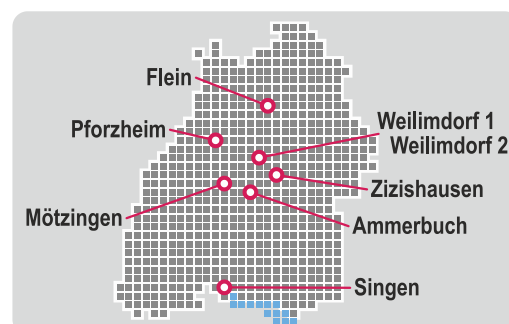 Flein
Pforzheim
Weilimdorf 1
Weilimdorf 2
Zizishausen
Mötzingen
Ammerbuch
Singen